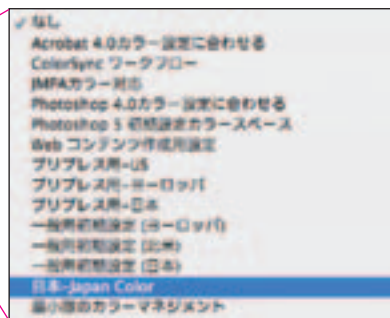 なし
Acrobat 4.0カラー設定に合わせる
ColorSync ワークフロー
JMPAカラー対応
Photoshop 4.0カラー設定に合わせる
Photoshop 5 初期設定カラースペース
Web コンテンツ作成用設定
プリプレス用-US
プリプレス用-ヨーロッパ
プリプレス用-日本
一般用初期設定 (ヨーロッパ)
一般用初期設定 (北米)
一般用初期設定 (日本)
日本-Japan Color
最小限のカラーマネジメント